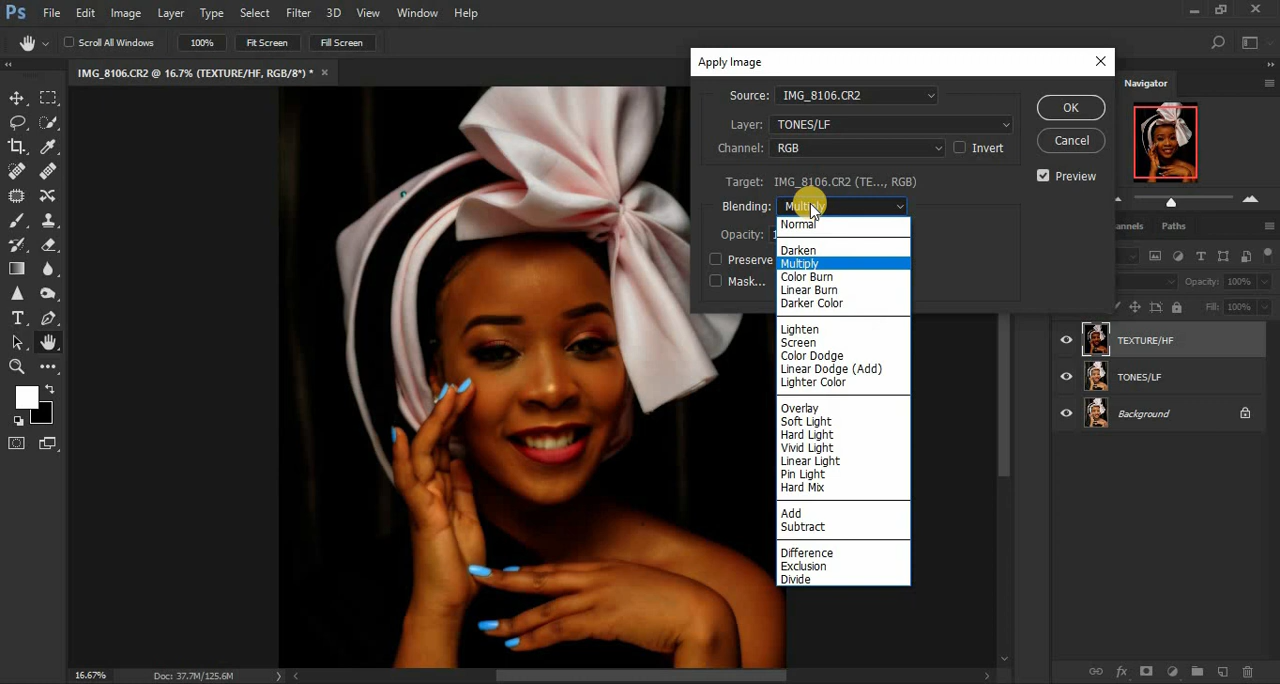 Ps File Edit Image Layer Type Select Filter 3D View Window Help
Scroll All Windows 100% Fit Screen Fill Screen
IMG_8106.CR2 @ 16.7% (TEXTURE/HF, RGB/8*) *
Apply Image
Source: IMG_8106.CR2
OK
Layer: TONES/LF
Cancel
Channel: RGB Invert
Preview
Target: IMG_8106.CR2 (TE..., RGB)
Blending: Multiply
Opacity: 1
Preserve
Mask...
Normal
Darken
Multiply
Color Burn
Linear Burn
Darker Color
Lighten
Screen
Color Dodge
Linear Dodge (Add)
Lighter Color
Overlay
Soft Light
Hard Light
Vivid Light
Linear Light
Pin Light
Hard Mix
Add
Subtract
Difference
Exclusion
Divide
Navigator
annels Paths
Opacity: 100%
Fill: 100%
TEXTURE/HF
TONES/LF
Background
16.67% Doc: 37.7M/125.6M